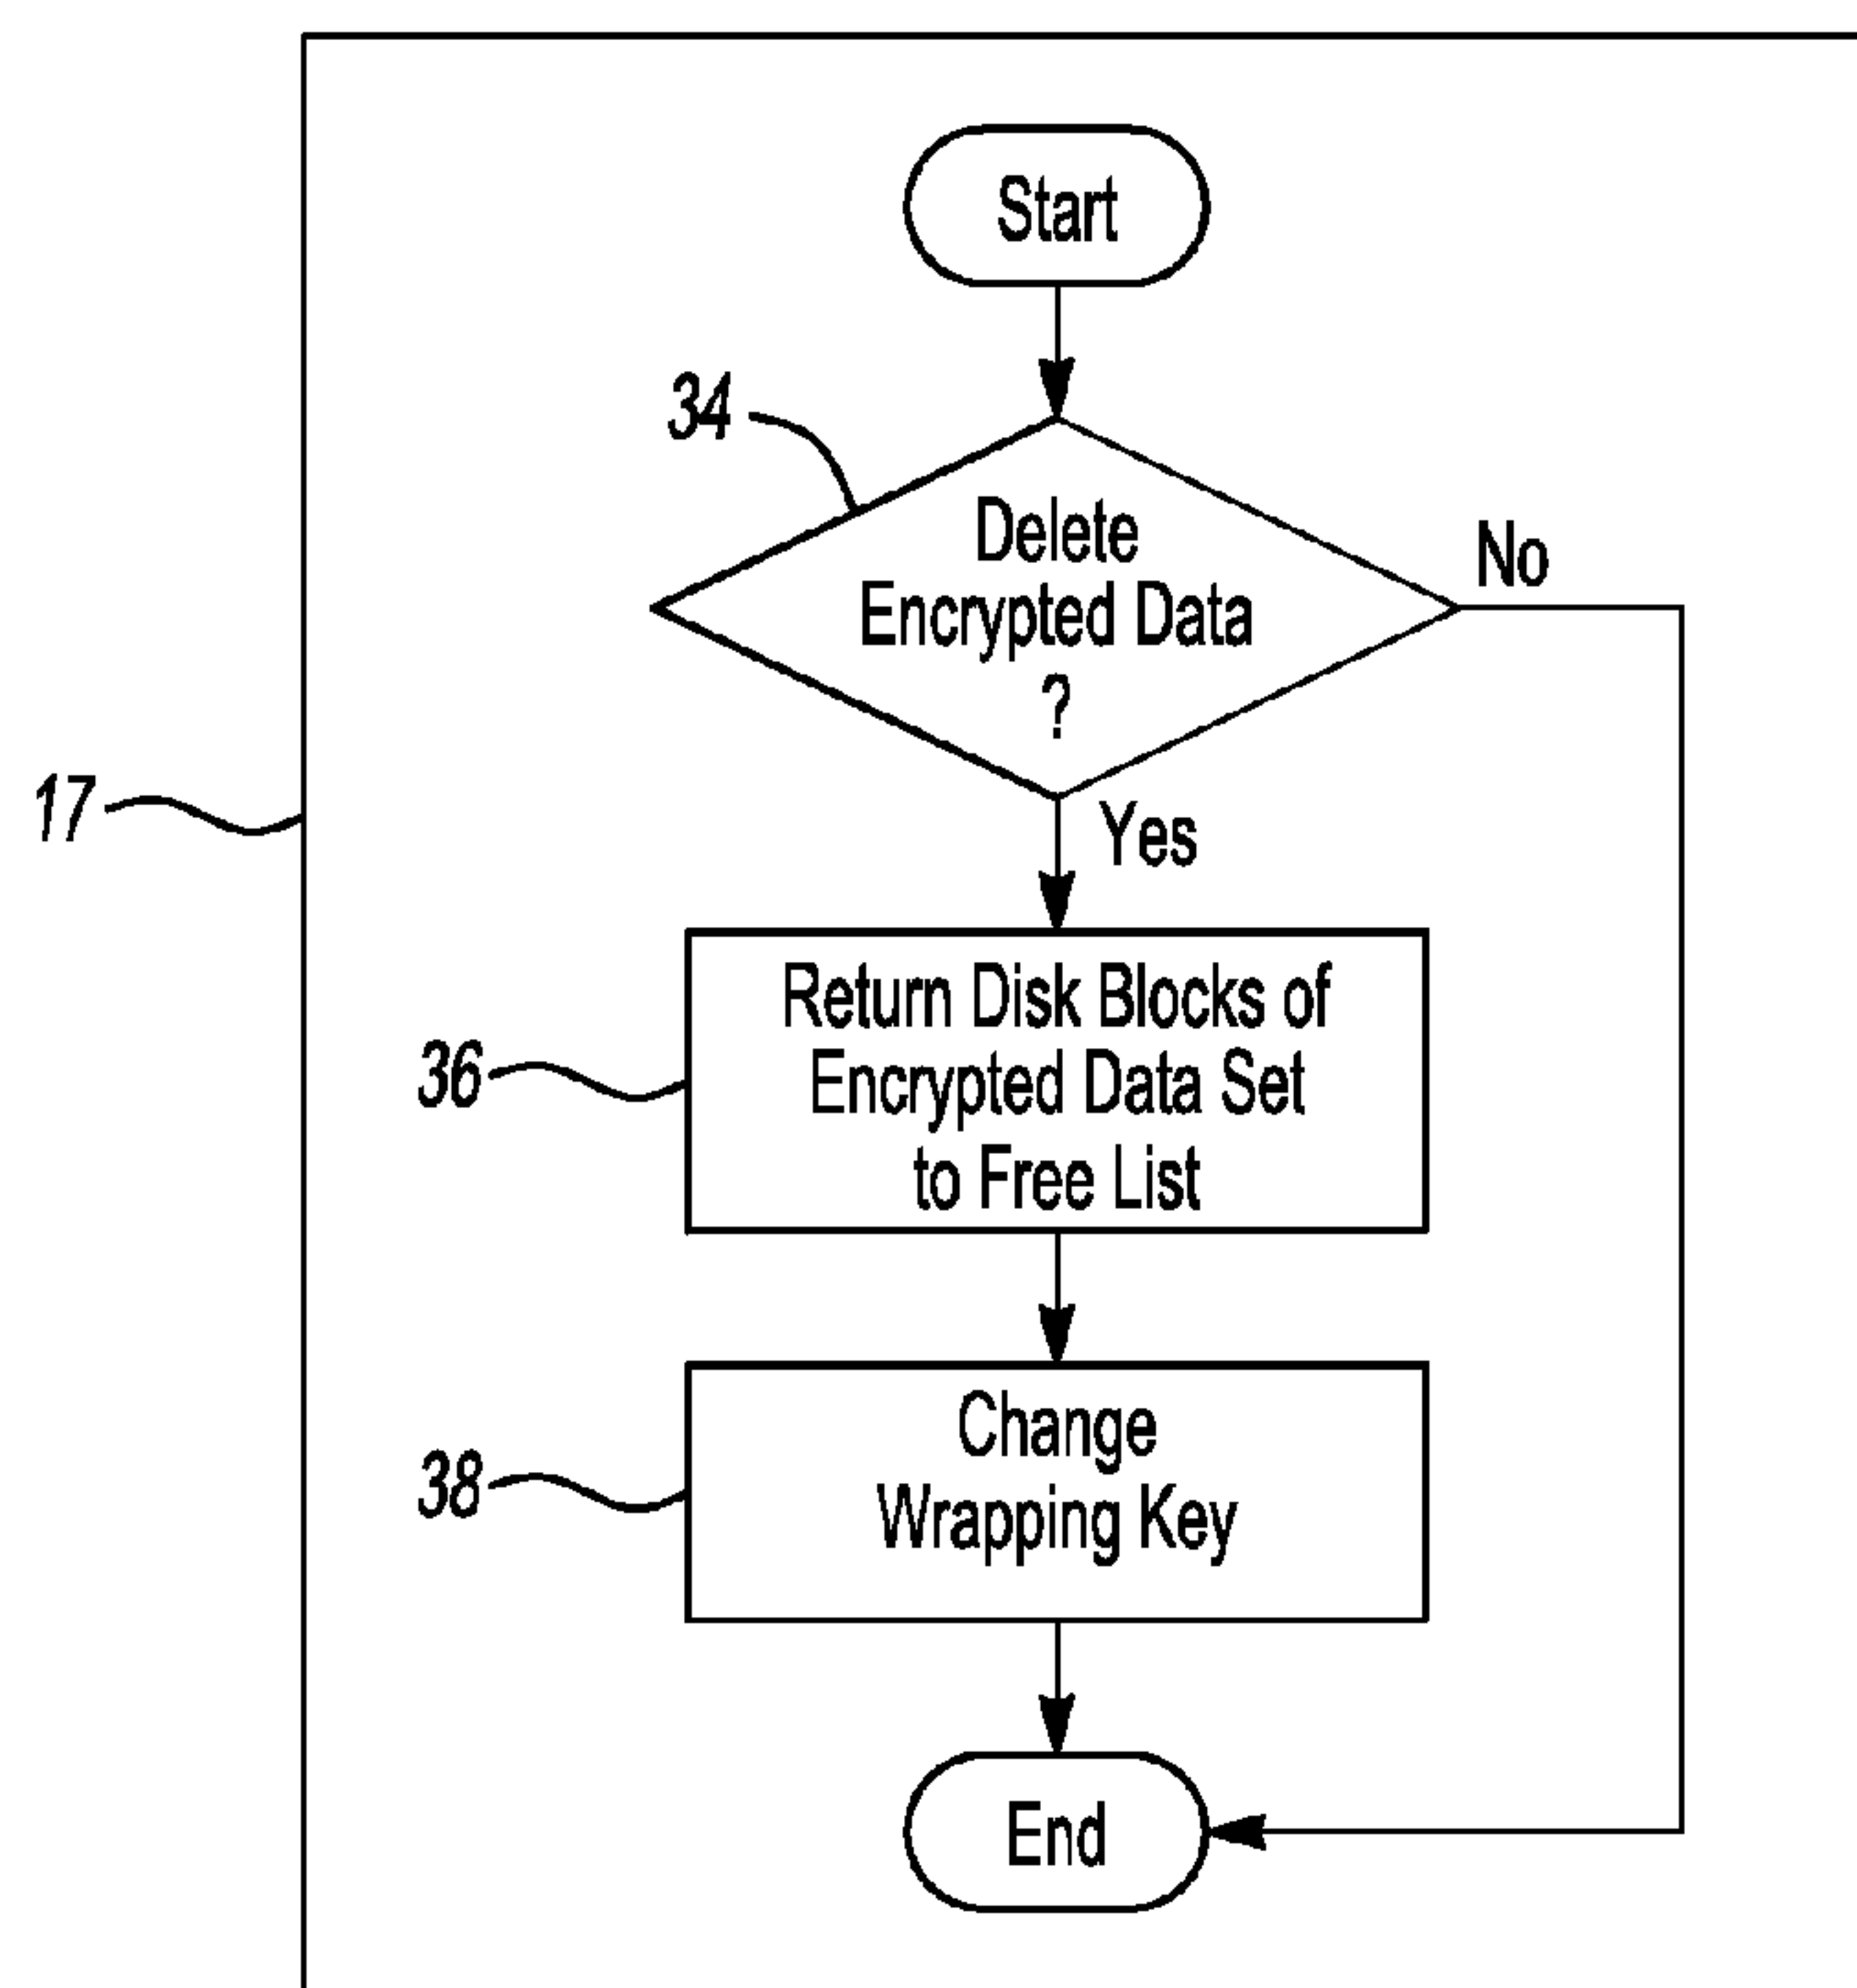 Start
34
Delete
Encrypted Data
?
No
17
Yes
Return Disk Blocks of
Encrypted Data Set
to Free List
36
Change
Wrapping Key
38
End